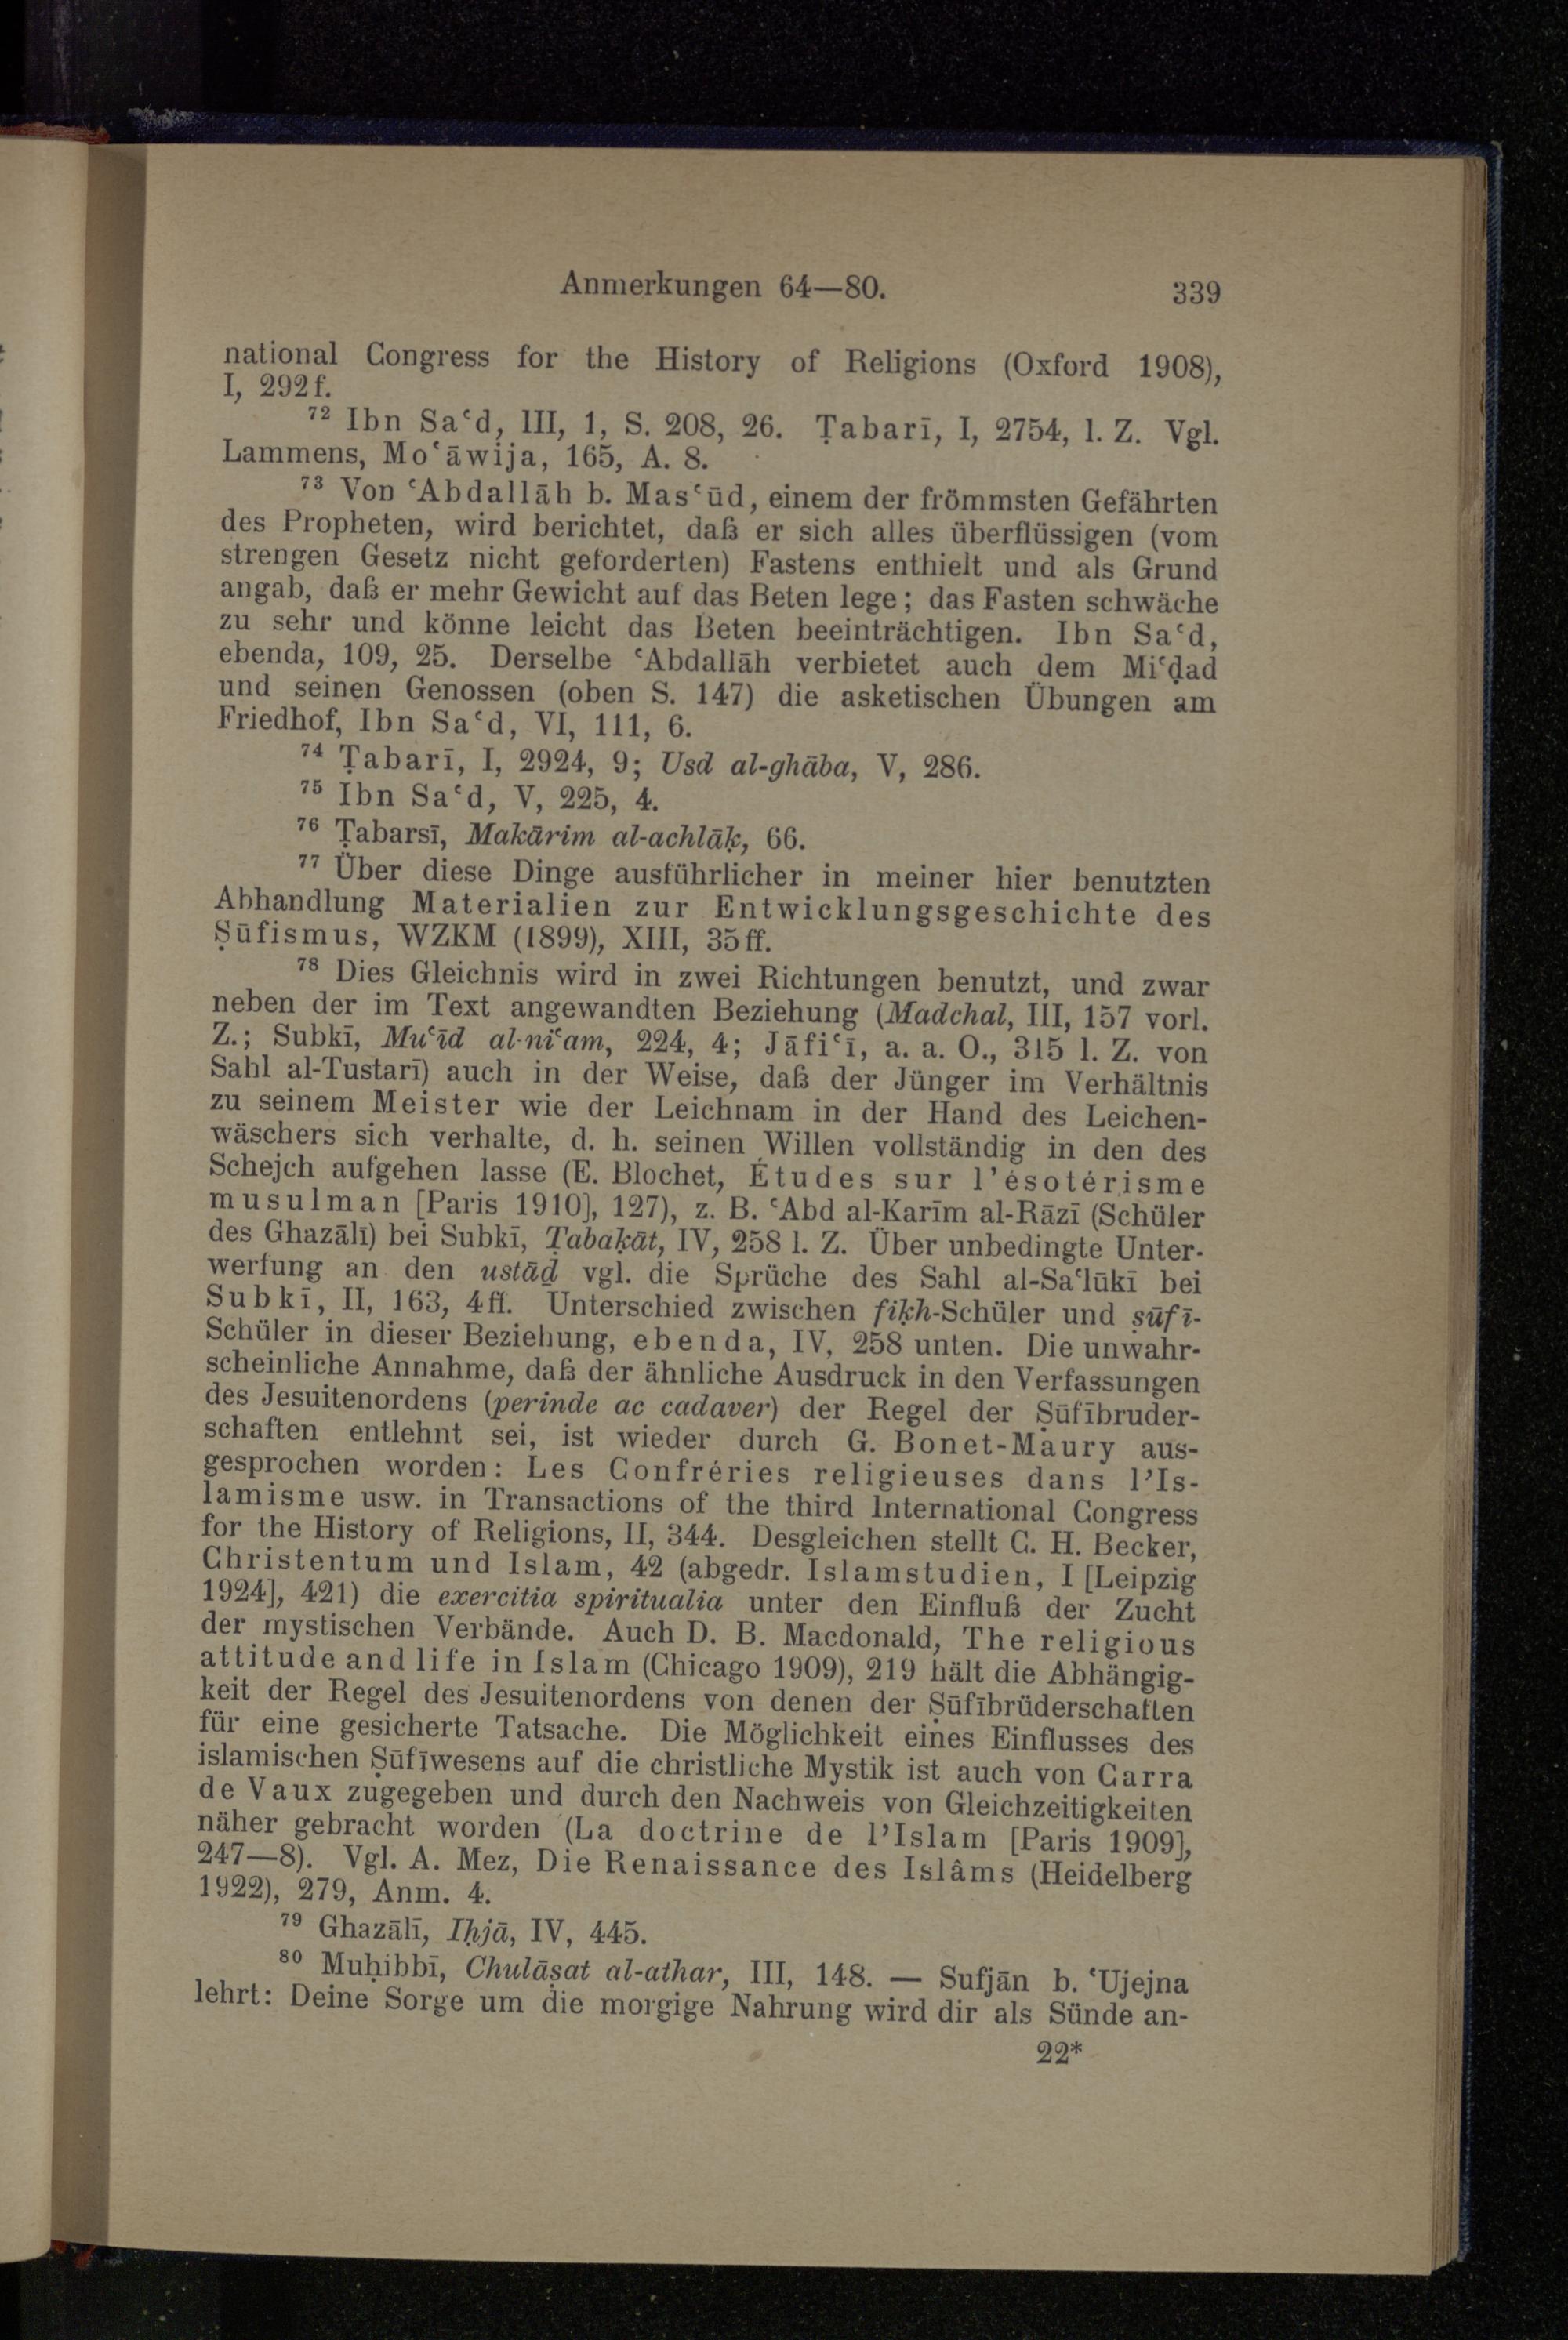 Anmerkungen 64—80. 339
national Congress for the History of Religions (Oxford 1908),
I, 292 f.
72 Ibn Saʿd, III, 1, S. 208, 26. Ṭabarī, I, 2754, l. Z. Vgl.
Lammens, Moʿāwija, 165, A. 8.
73 Von ʿAbdallāh b. Masʿūd, einem der frömmsten Gefährten
des Propheten, wird berichtet, daß er sich alles überflüssigen (vom
strengen Gesetz nicht geforderten) Fastens enthielt und als Grund
angab, daß er mehr Gewicht auf das Beten lege; das Fasten schwäche
zu sehr und könne leicht das Beten beeinträchtigen. Ibn Saʿd,
ebenda, 109, 25. Derselbe ʿAbdallāh verbietet auch dem Miʿḍad
und seinen Genossen (oben S. 147) die asketischen Übungen am
Friedhof, Ibn Saʿd, VI, 111, 6.
74 Ṭabarī, I, 2924, 9; Usd al-ghāba, V, 286.
75 Ibn Saʿd, V, 225, 4.
76 Ṭabarsī, Makārim al-achlāḳ, 66.
77 Über diese Dinge ausführlicher in meiner hier benutzten
Abhandlung Materialien zur Entwicklungsgeschichte des
Ṣūfismus, WZKM (1899), XIII, 35 ff.
78 Dies Gleichnis wird in zwei Richtungen benutzt, und zwar
neben der im Text angewandten Beziehung (Madchal, III, 157 vorl.
Z.; Subkī, Muʿīd al-niʿam, 224, 4; Jāfiʿī, a. a. O., 315 l. Z. von
Sahl al-Tustarī) auch in der Weise, daß der Jünger im Verhältnis
zu seinem Meister wie der Leichnam in der Hand des Leichen-
wäschers sich verhalte, d. h. seinen Willen vollständig in den des
Schejch aufgehen lasse (E. Blochet, Études sur l'ésotérisme
musulman [Paris 1910], 127), z. B. ʿAbd al-Karīm al-Rāzī (Schüler
des Ghazālī) bei Subkī, Ṭabaḳāt, IV, 258 l. Z. Über unbedingte Unter-
werfung an den ustāḏ vgl. die Sprüche des Sahl al-Saʿlūkī bei
Subkī, II, 163, 4 ff. Unterschied zwischen fiḳh-Schüler und ṣūfī-
Schüler in dieser Beziehung, ebenda, IV, 258 unten. Die unwahr-
scheinliche Annahme, daß der ähnliche Ausdruck in den Verfassungen
des Jesuitenordens (perinde ac cadaver) der Regel der Ṣūfībruder-
schaften entlehnt sei, ist wieder durch G. Bonet-Maury aus-
gesprochen worden: Les Confréries religieuses dans l'Is-
lamisme usw. in Transactions of the third International Congress
for the History of Religions, II, 344. Desgleichen stellt C. H. Becker,
Christentum und Islam, 42 (abgedr. Islamstudien, I [Leipzig
1924], 421) die exercitia spiritualia unter den Einfluß der Zucht
der mystischen Verbände. Auch D. B. Macdonald, The religious
attitude and life in Islam (Chicago 1909), 219 hält die Abhängig-
keit der Regel des Jesuitenordens von denen der Ṣūfībrüderschaften
für eine gesicherte Tatsache. Die Möglichkeit eines Einflusses des
islamischen Ṣūfīwesens auf die christliche Mystik ist auch von Carra
de Vaux zugegeben und durch den Nachweis von Gleichzeitigkeiten
näher gebracht worden (La doctrine de l'Islam [Paris 1909],
247—8). Vgl. A. Mez, Die Renaissance des Islâms (Heidelberg
1922), 279, Anm. 4.
79 Ghazālī, Iḥjā, IV, 445.
80 Muḥibbī, Chulāṣat al-athar, III, 148. — Sufjān b. ʿUjejna
lehrt: Deine Sorge um die morgige Nahrung wird dir als Sünde an-
22*